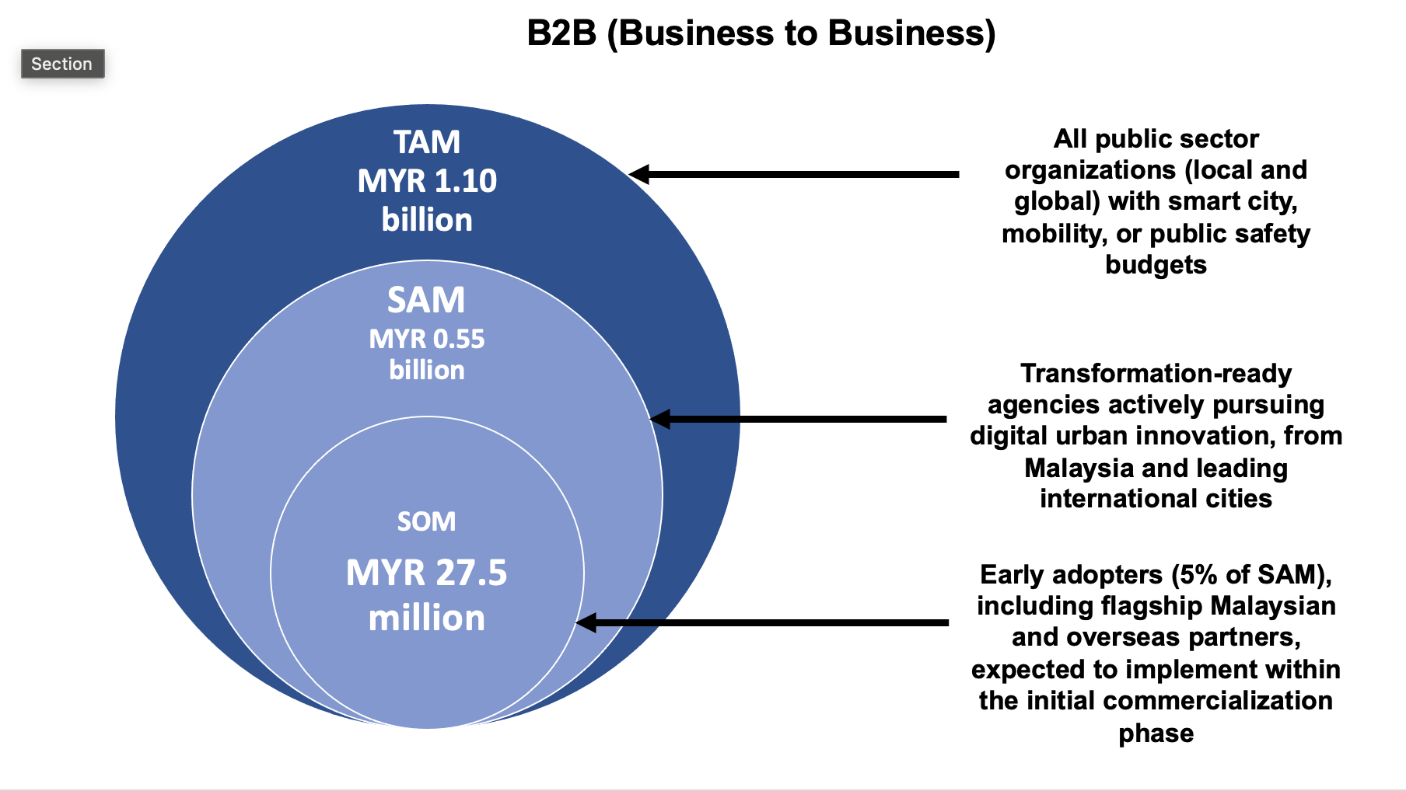 B2B (Business to Business)
Section
TAM
MYR 1.10
billion
All public sector
organizations (local and
global) with smart city,
mobility, or public safety
budgets
SAM
MYR 0.55
billion
Transformation-ready
agencies actively pursuing
digital urban innovation, from
Malaysia and leading
international cities
SOM
MYR 27.5
million
Early adopters (5% of SAM),
including flagship Malaysian
and overseas partners,
expected to implement within
the initial commercialization
phase